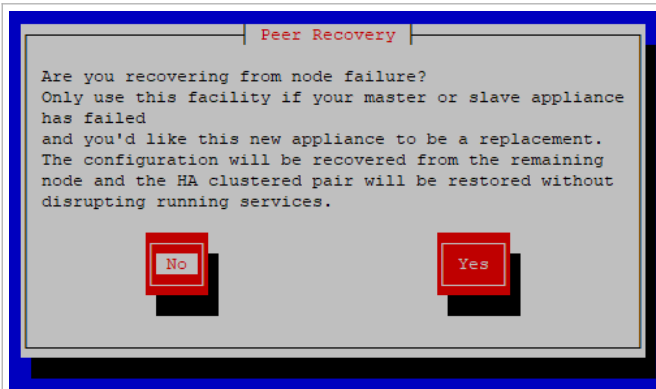 Peer Recovery
Are you recovering from node failure?
Only use this facility if your master or slave appliance
has failed
and you'd like this new appliance to be a replacement.
The configuration will be recovered from the remaining
node and the HA clustered pair will be restored without
disrupting running services.
No Yes